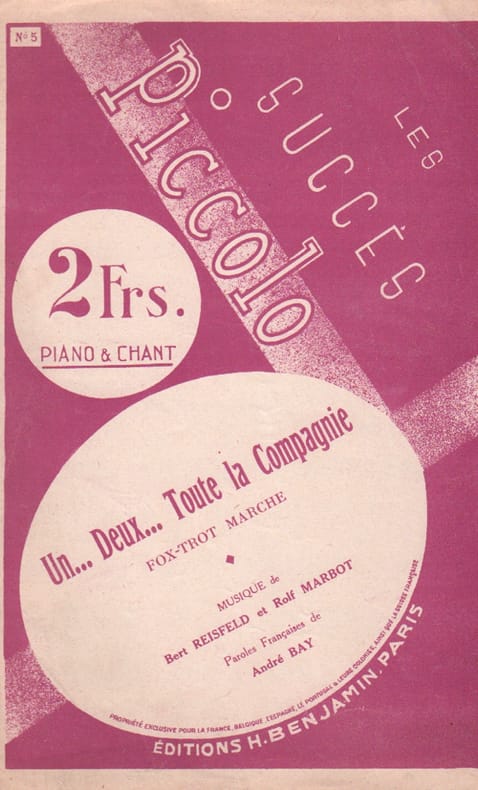 Nº 5
LES
SUCCÈS
Piccolo
2 Frs.
PIANO & CHANT
Un... Deux... Toute la Compagnie
FOX-TROT MARCHE
MUSIQUE de
Bert REISFELD et Rolf MARBOT
Paroles Françaises de
André BAY
PROPRIÉTÉ EXCLUSIVE POUR LA FRANCE, BELGIQUE, L'ESPAGNE, LE PORTUGAL & LEURS COLONIES, AINSI QUE LA SUISSE FRANÇAISE
ÉDITIONS H. BENJAMIN. PARIS